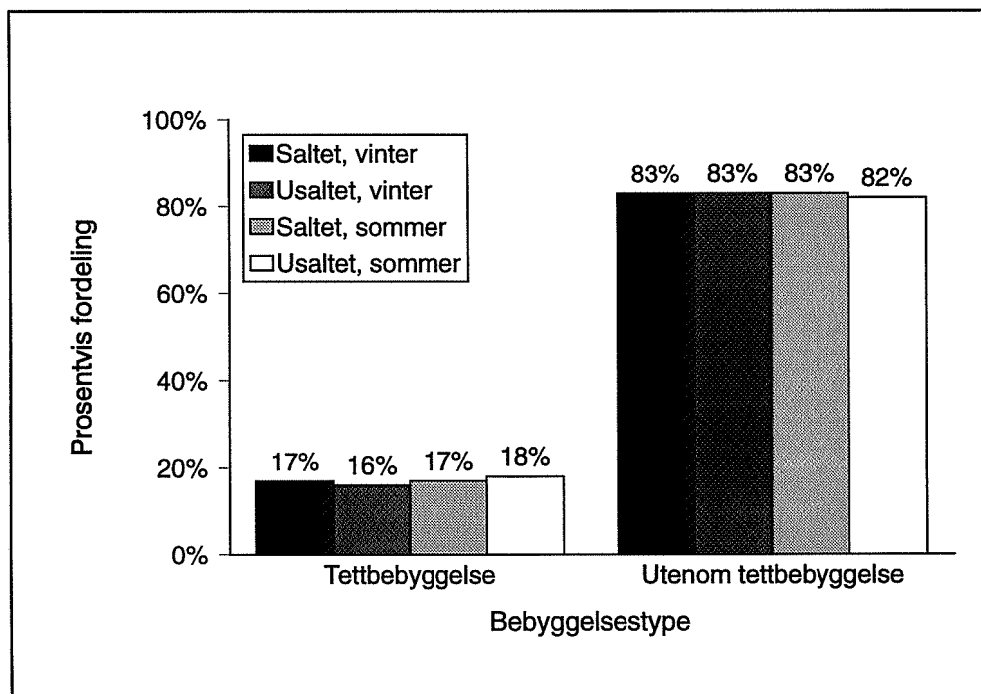 100%
80%
60%
40%
20%
0%
Prosentvis fordeling
Saltet, vinter
Usaltet, vinter
Saltet, sommer
Usaltet, sommer
17%
16%
17%
18%
83%
83%
83%
82%
Tettbebyggelse
Utenom tettbebyggelse
Bebyggelsestype